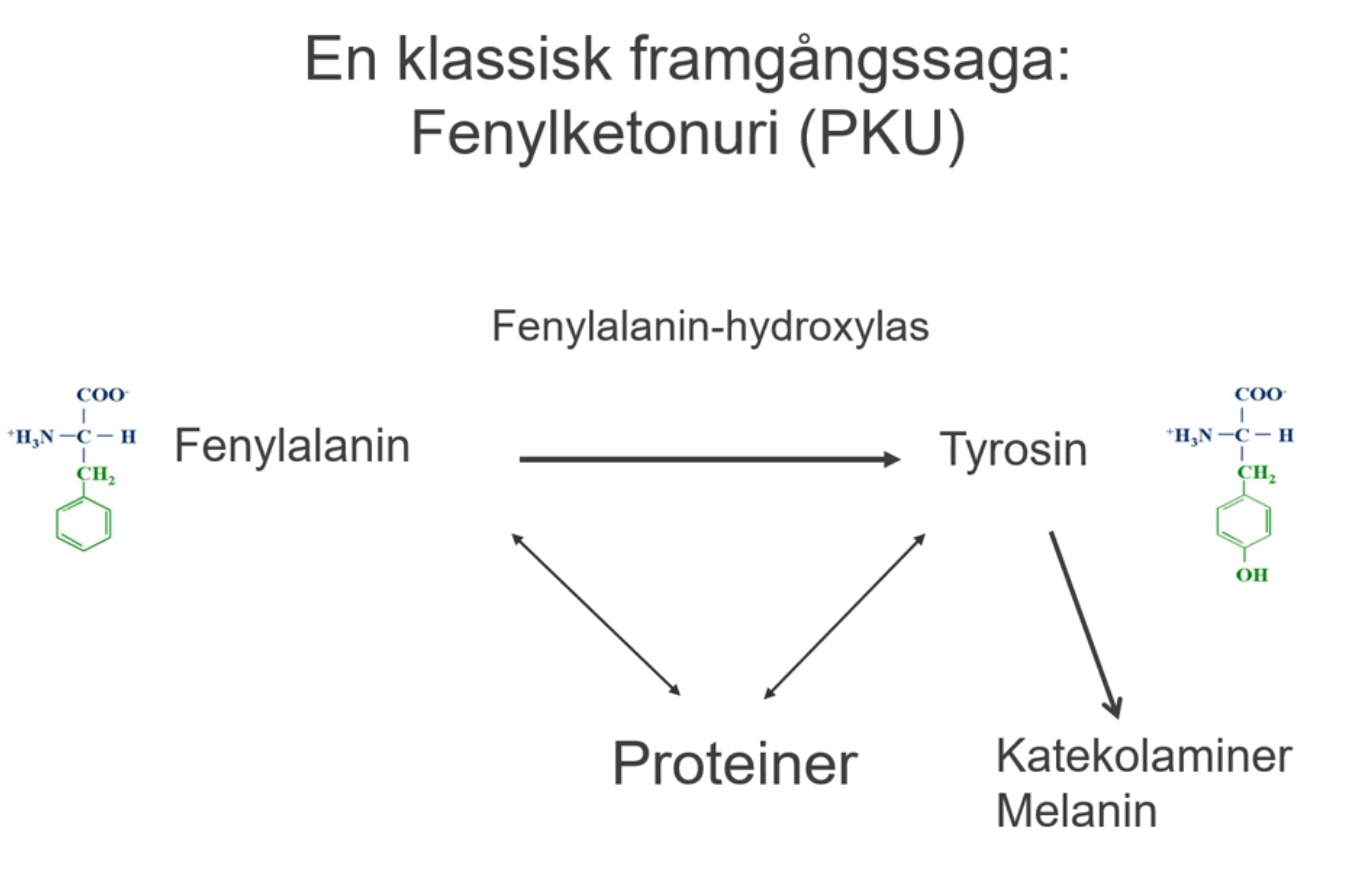 En klassisk framgångssaga:
Fenylketonuri (PKU)
Fenylalanin-hydroxylas
COO-
+H3N – C – H
CH2
Fenylalanin
Tyrosin
COO-
+H3N – C – H
CH2
OH
Proteiner
Katekolaminer
Melanin